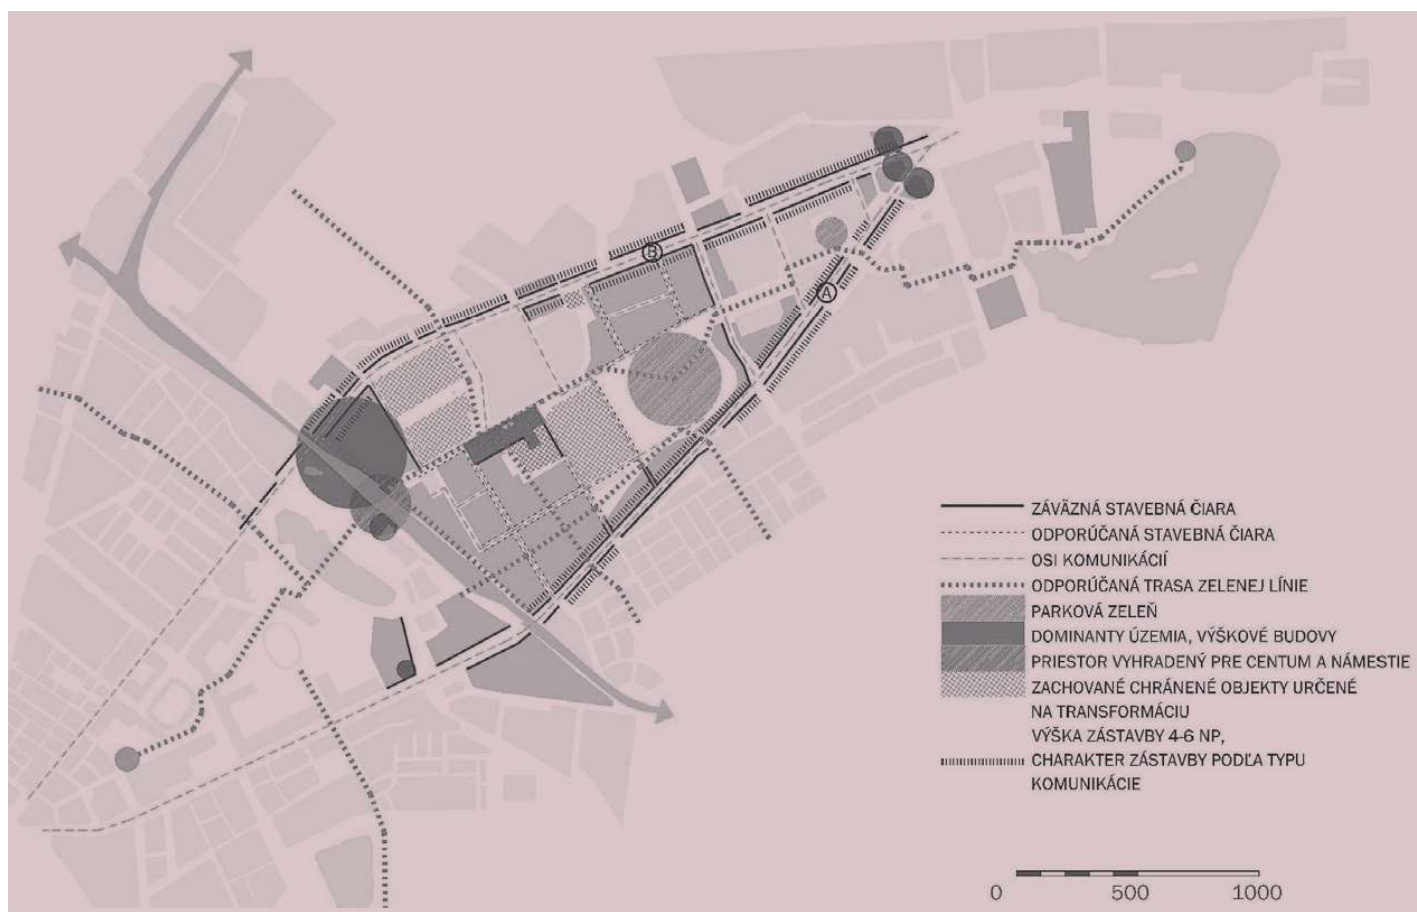 B
A
ZÁVÄZNÁ STAVEBNÁ ČIARA
ODPORÚČANÁ STAVEBNÁ ČIARA
OSI KOMUNIKÁCIÍ
ODPORÚČANÁ TRASA ZELENEJ LÍNIE
PARKOVÁ ZELEŇ
DOMINANTY ÚZEMIA, VÝŠKOVÉ BUDOVY
PRIESTOR VYHRADENÝ PRE CENTUM A NÁMESTIE
ZACHOVANÉ CHRÁNENÉ OBJEKTY URČENÉ
NA TRANSFORMÁCIU
VÝŠKA ZÁSTAVBY 4-6 NP,
CHARAKTER ZÁSTAVBY PODĽA TYPU
KOMUNIKÁCIE
0 500 1000